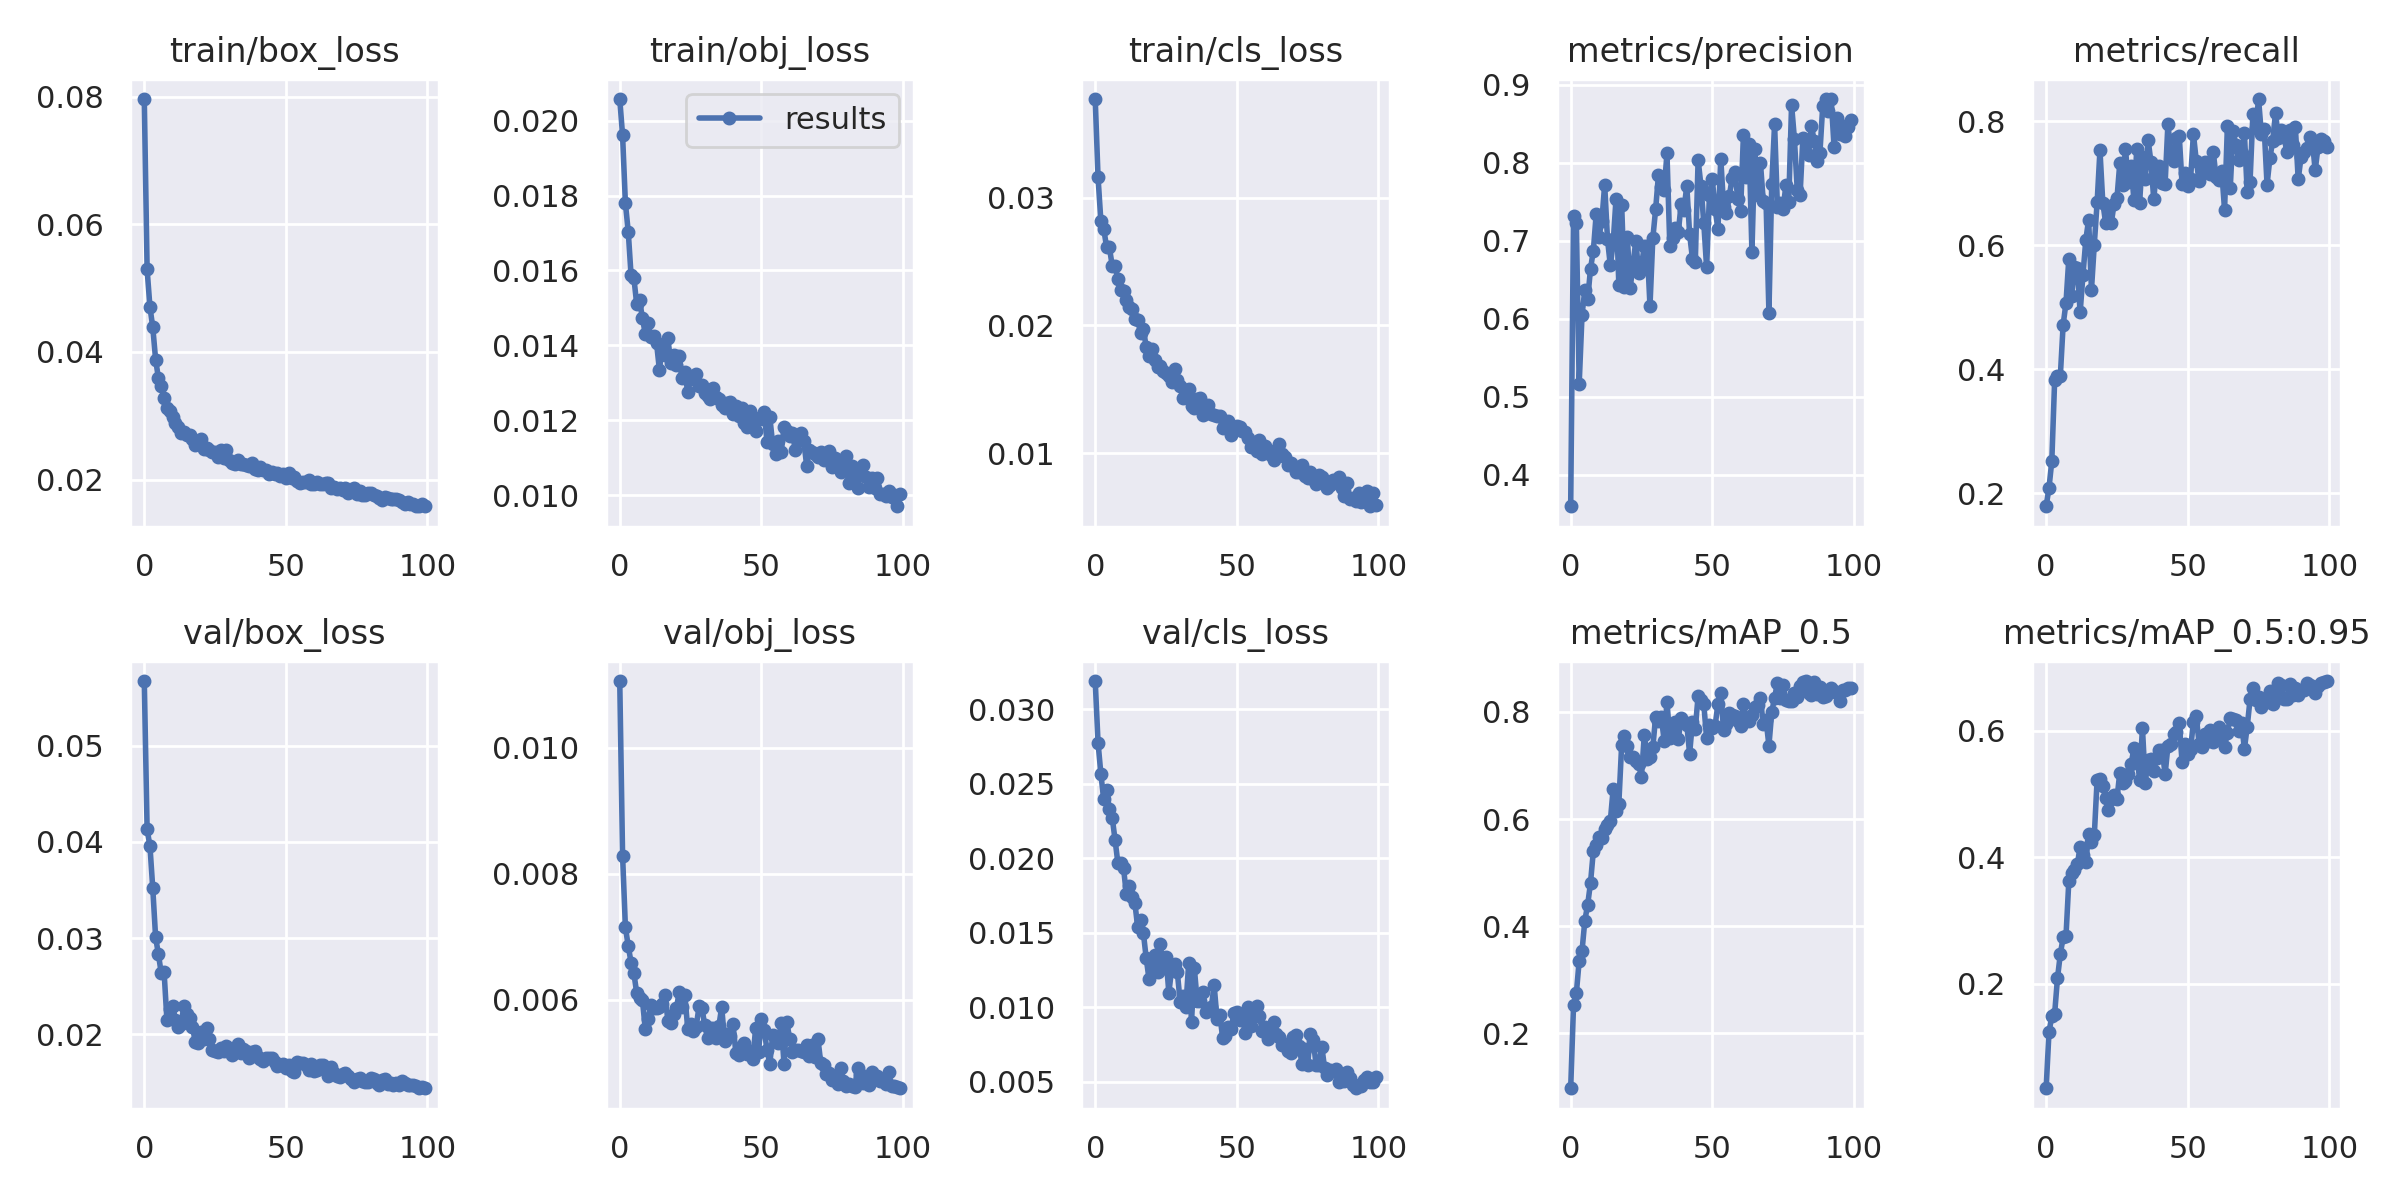 train/box_loss
0.08
0.06
0.04
0.02
0 50 100
train/obj_loss
results
0.020
0.018
0.016
0.014
0.012
0.010
0 50 100
train/cls_loss
0.03
0.02
0.01
0 50 100
metrics/precision
0.9
0.8
0.7
0.6
0.5
0.4
0 50 100
metrics/recall
0.8
0.6
0.4
0.2
0 50 100
val/box_loss
0.05
0.04
0.03
0.02
0 50 100
val/obj_loss
0.010
0.008
0.006
0 50 100
val/cls_loss
0.030
0.025
0.020
0.015
0.010
0.005
0 50 100
metrics/mAP_0.5
0.8
0.6
0.4
0.2
0 50 100
metrics/mAP_0.5:0.95
0.6
0.4
0.2
0 50 100